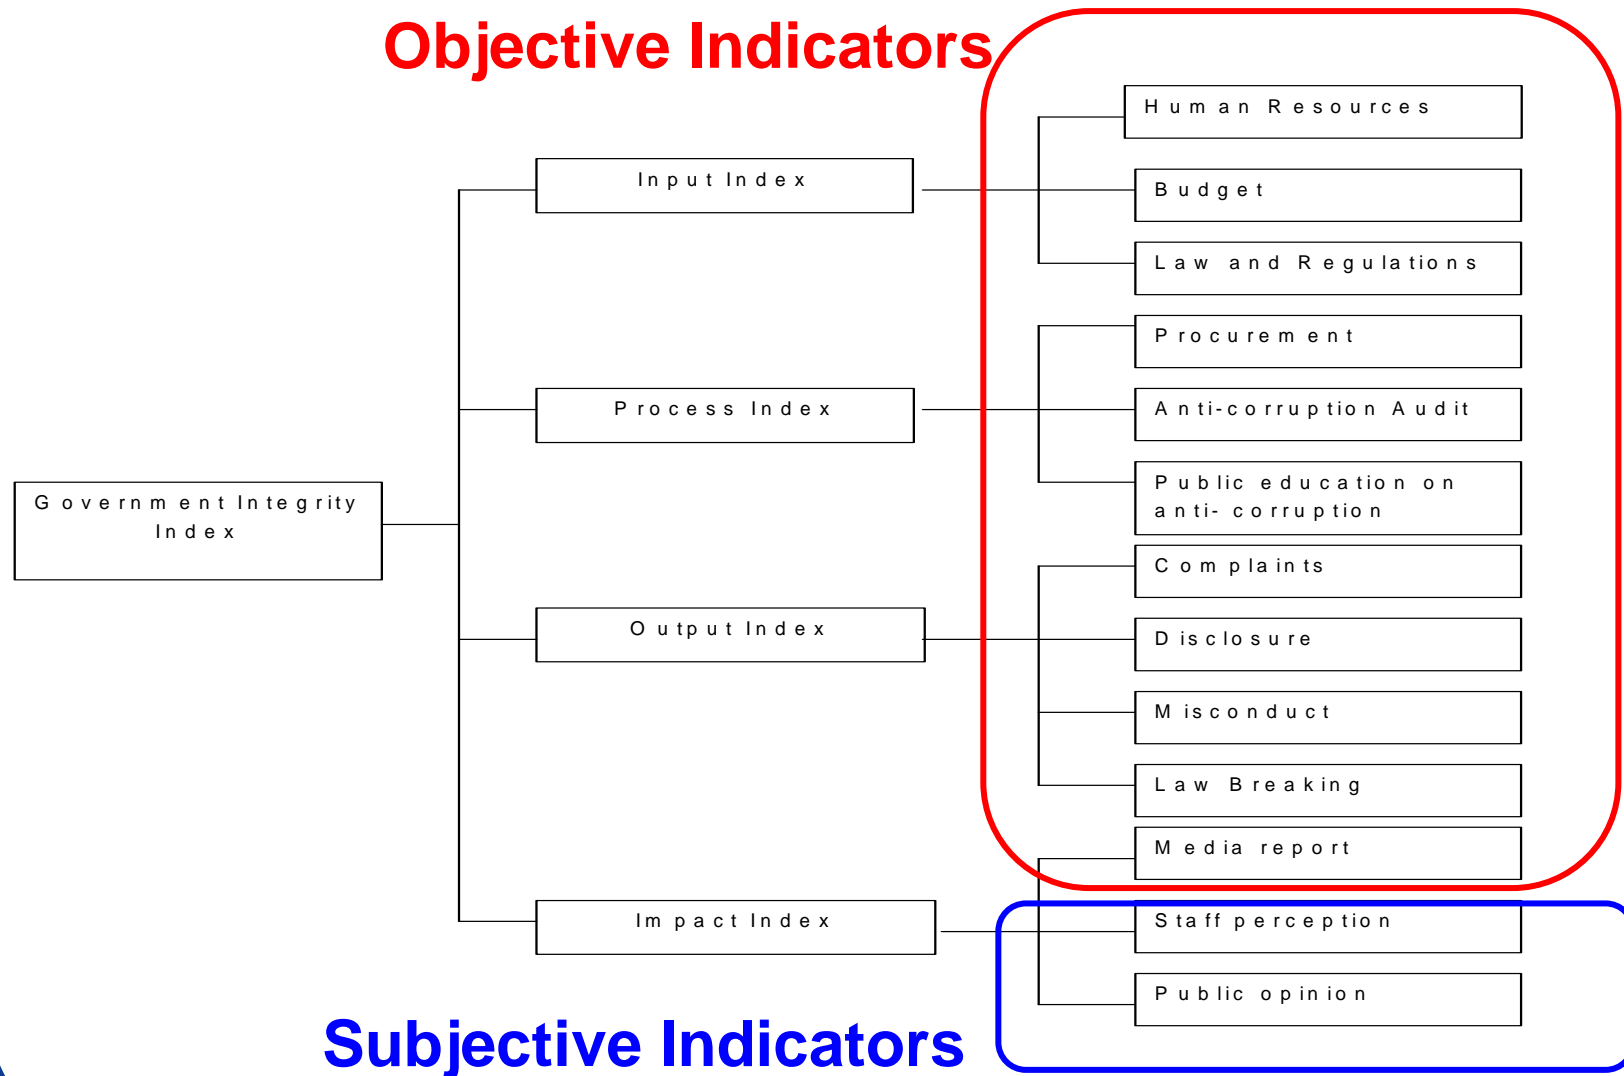 Objective Indicators
Human Resources
Input Index
Budget
Law and Regulations
Procurement
Process Index
Anti-corruption Audit
Public education on
anti- corruption
Government Integrity
Index
Complaints
Output Index
Disclosure
Misconduct
Law Breaking
Media report
Impact Index
Staff perception
Public opinion
Subjective Indicators